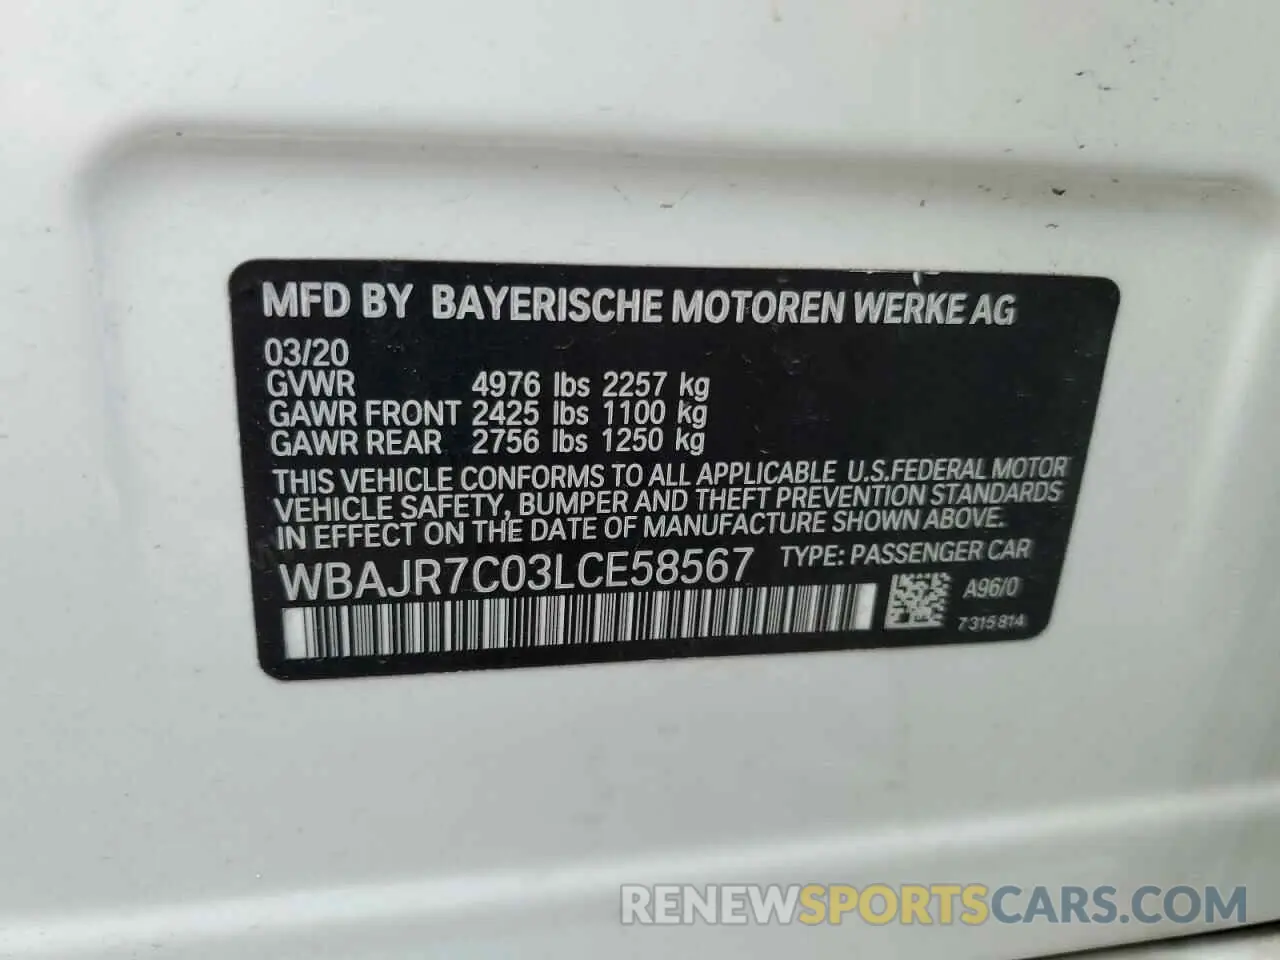 MFD BY BAYERISCHE MOTOREN WERKE AG
03/20
GVWR 4976 lbs 2257 kg
GAWR FRONT 2425 lbs 1100 kg
GAWR REAR 2756 lbs 1250 kg
THIS VEHICLE CONFORMS TO ALL APPLICABLE U.S.FEDERAL MOTOR
VEHICLE SAFETY, BUMPER AND THEFT PREVENTION STANDARDS
IN EFFECT ON THE DATE OF MANUFACTURE SHOWN ABOVE.
WBAJR7C03LCE58567 TYPE: PASSENGER CAR
A96/0
7315814
RENEWSPORTSCARS.COM